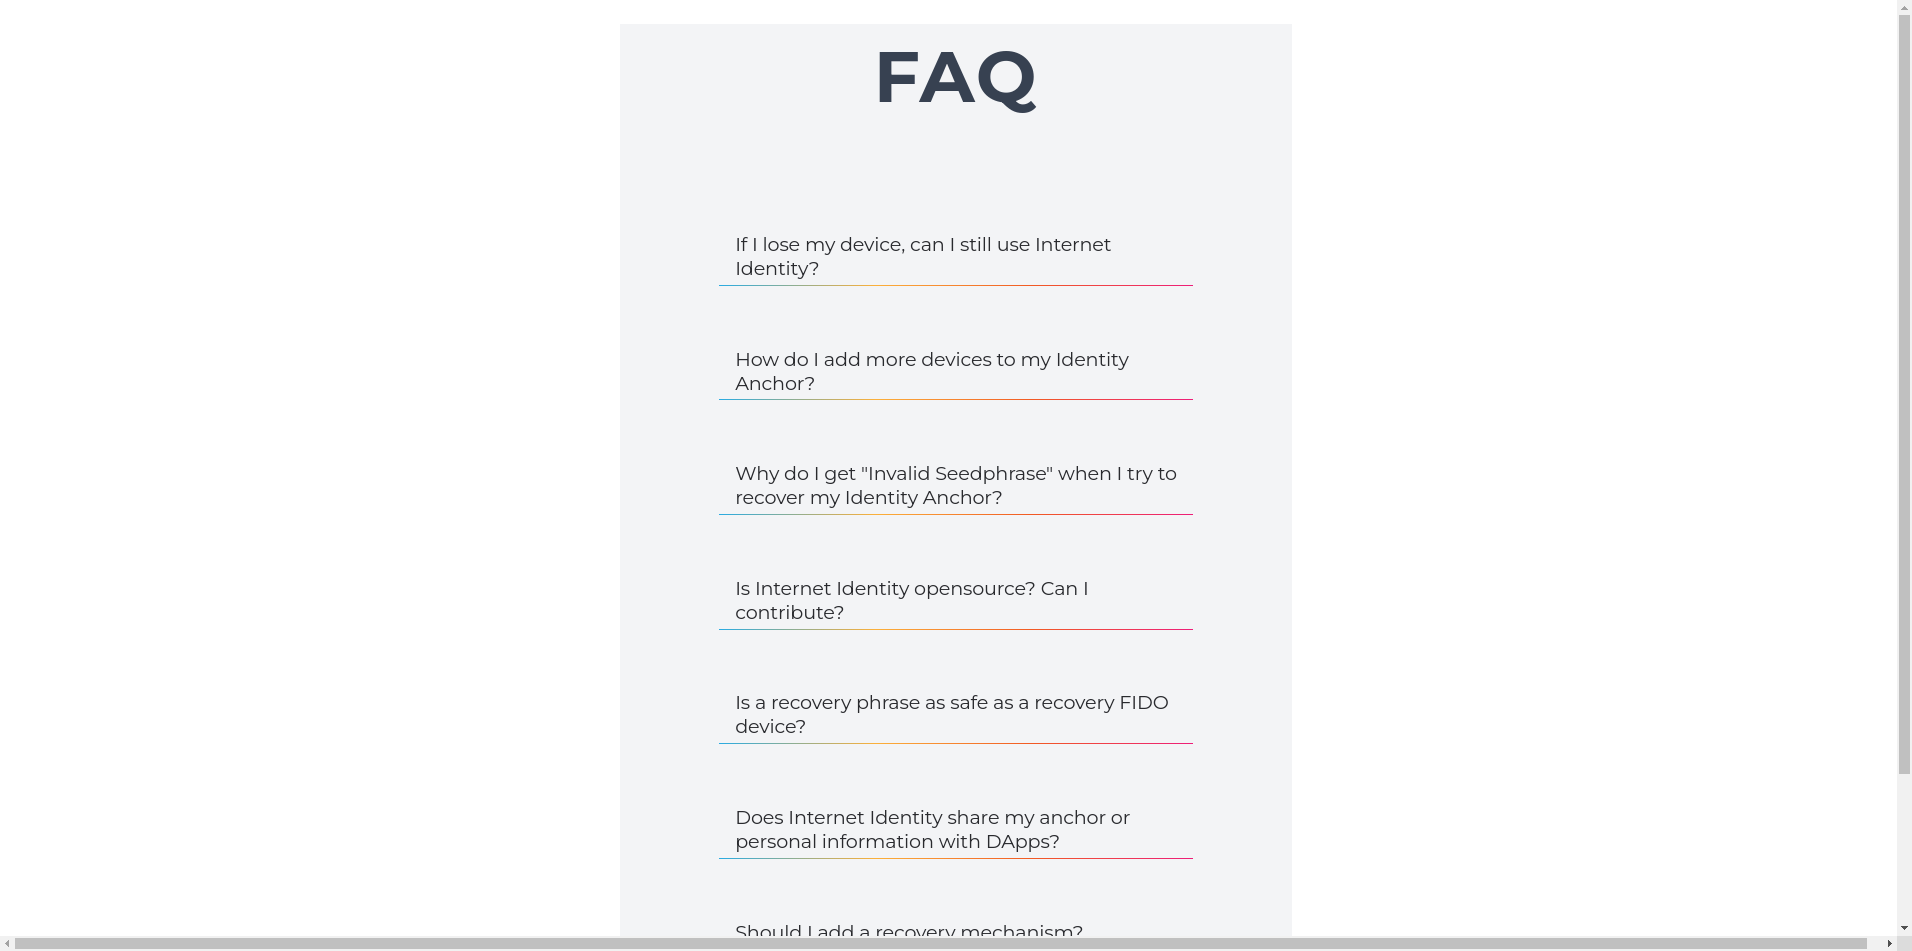 FAQ
If I lose my device, can I still use Internet
Identity?
How do I add more devices to my Identity
Anchor?
Why do I get "Invalid Seedphrase" when I try to
recover my Identity Anchor?
Is Internet Identity opensource? Can I
contribute?
Is a recovery phrase as safe as a recovery FIDO
device?
Does Internet Identity share my anchor or
personal information with DApps?
Should I add a recovery mechanism?